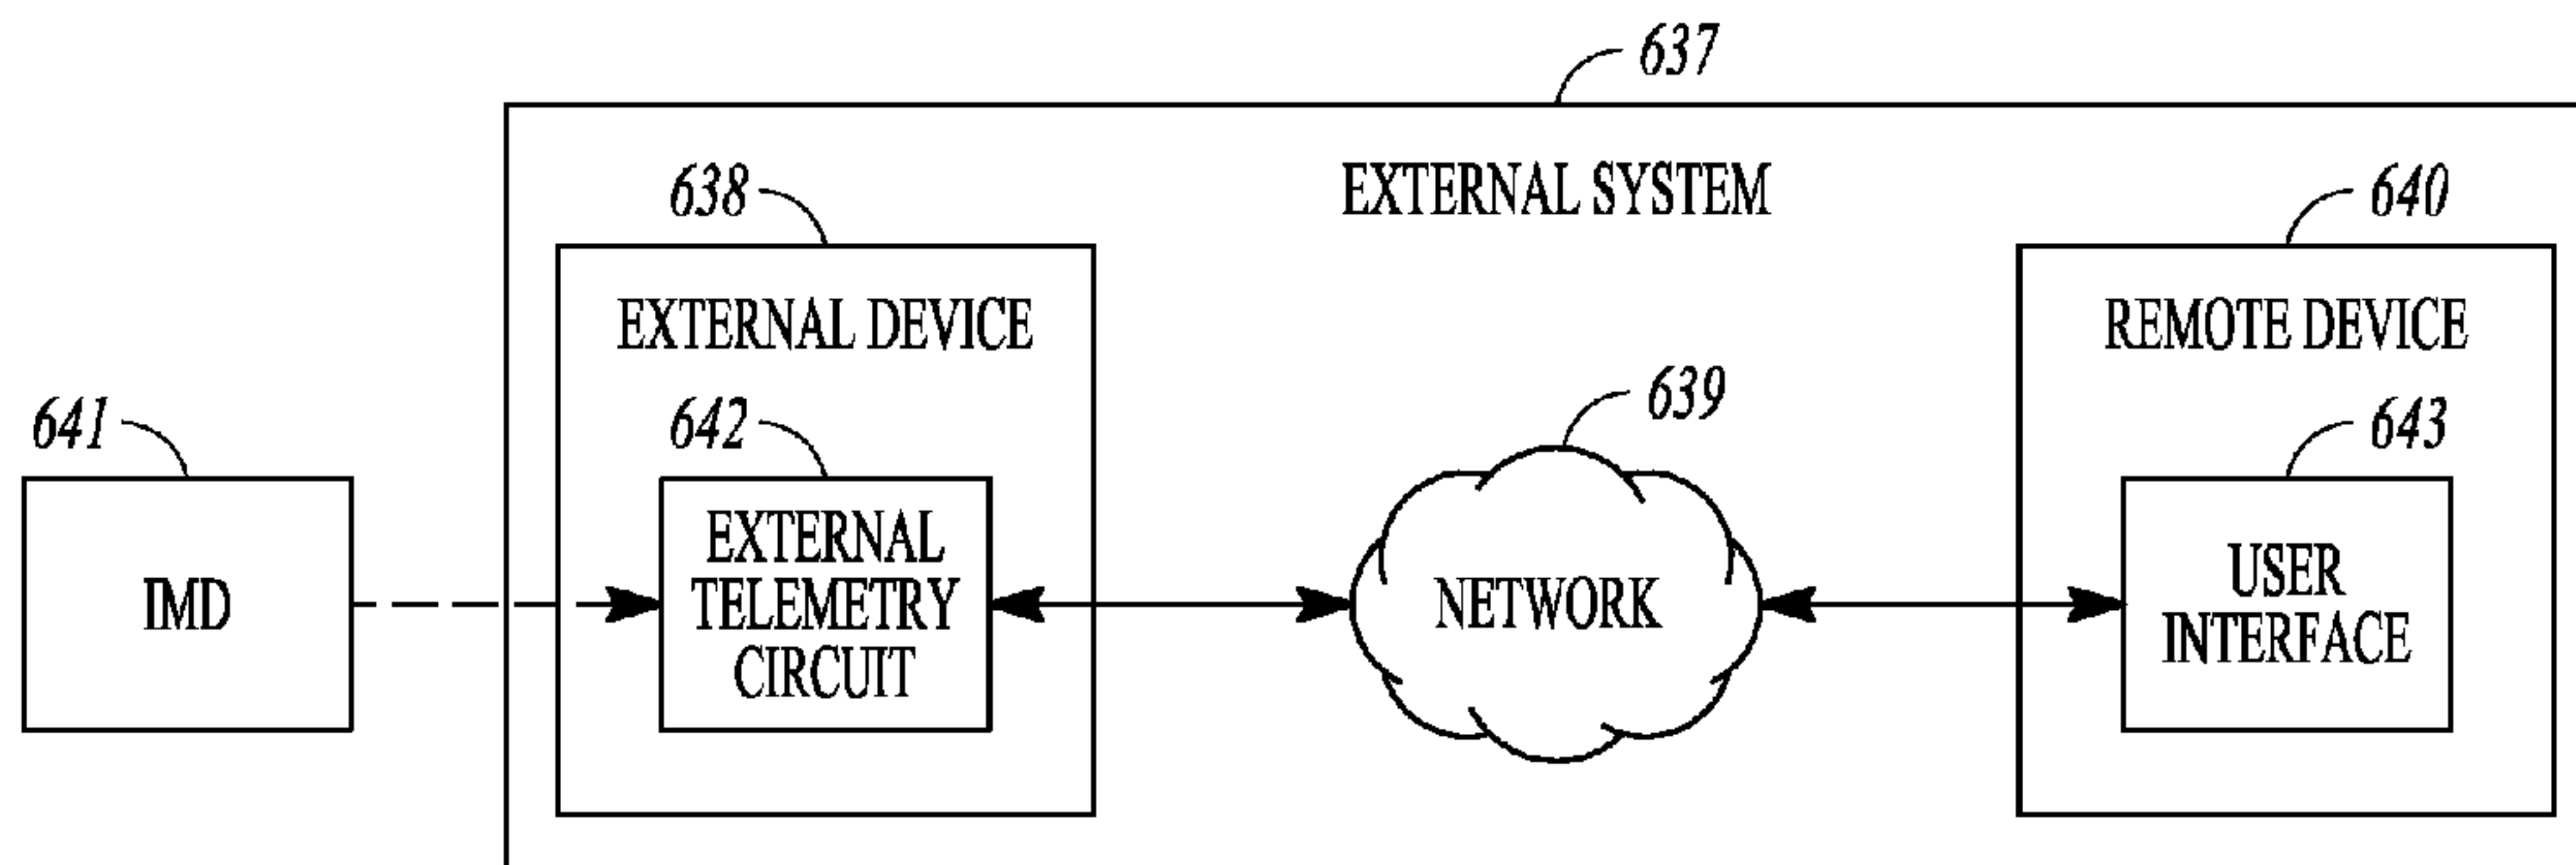 637
EXTERNAL SYSTEM
638
EXTERNAL DEVICE
640
REMOTE DEVICE
641
IMD
642
EXTERNAL
TELEMETRY
CIRCUIT
639
NETWORK
643
USER
INTERFACE